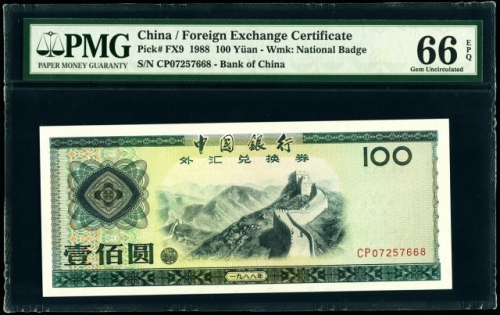 PMG
PAPER MONEY GUARANTY
China / Foreign Exchange Certificate
Pick# FX9 1988 100 Yüan - Wmk: National Badge
S/N CP07257668 - Bank of China
66
EPQ
Gem Uncirculated
中国银行
外汇兑换券
100
CP07257668
壹佰圆
一九八八年